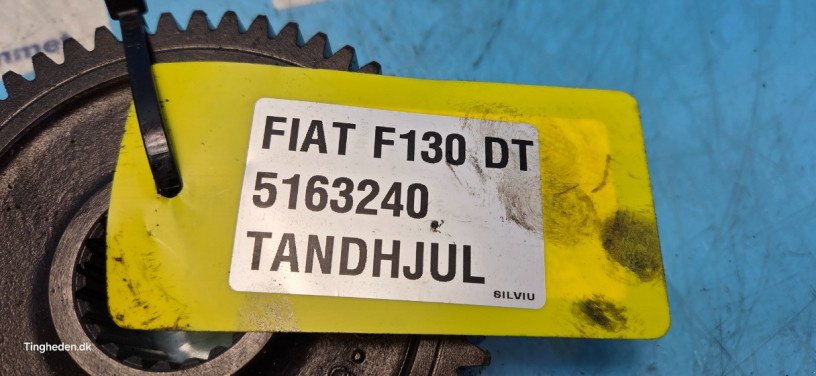 FIAT F130 DT
5163240
TANDHJUL
SILVIU
Tingheden.dk